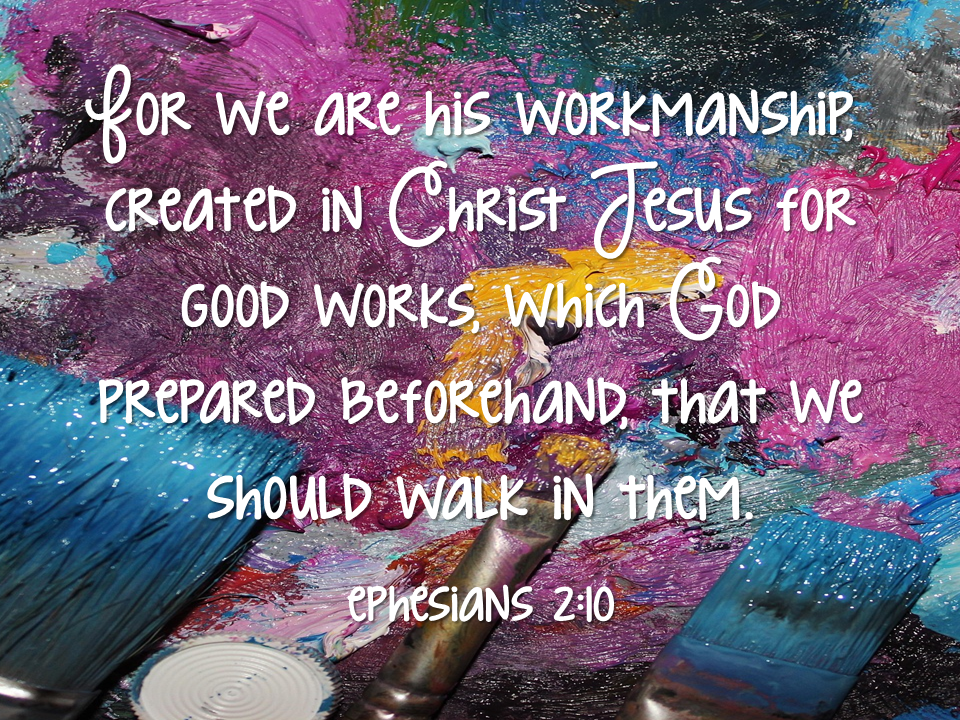 For we are his workmanship,
created in Christ Jesus for
good works, which God
prepared beforehand, that we
should walk in them.
Ephesians 2:10